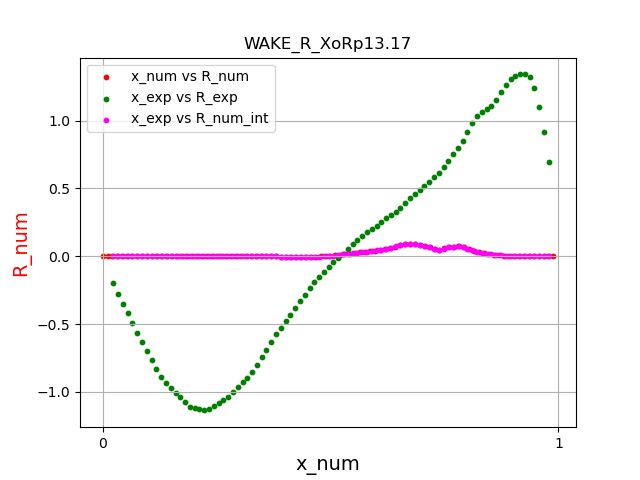 WAKE_R_XoRp13.17
x_num vs R_num
x_exp vs R_exp
x_exp vs R_num_int
1.0
0.5
0.0
−0.5
−1.0
R_num
0 1
x_num